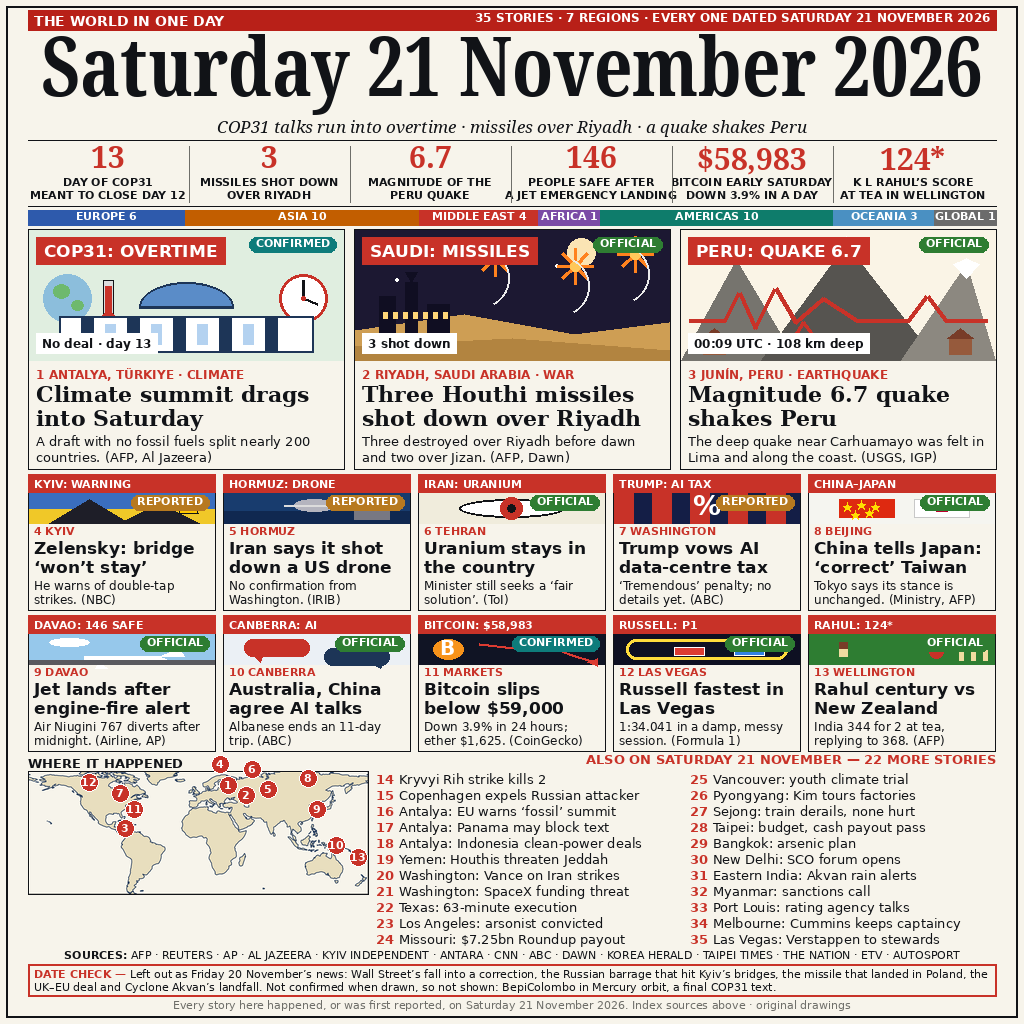 THE WORLD IN ONE DAY
35 STORIES · 7 REGIONS · EVERY ONE DATED SATURDAY 21 NOVEMBER 2026
Saturday 21 November 2026
COP31 talks run into overtime · missiles over Riyadh · a quake shakes Peru
13
DAY OF COP31
MEANT TO CLOSE DAY 12
3
MISSILES SHOT DOWN
OVER RIYADH
6.7
MAGNITUDE OF THE
PERU QUAKE
146
PEOPLE SAFE AFTER
A JET EMERGENCY LANDING
$58,983
BITCOIN EARLY SATURDAY
DOWN 3.9% IN A DAY
124*
K L RAHUL’S SCORE
AT TEA IN WELLINGTON
EUROPE 6
ASIA 10
MIDDLE EAST 4
AFRICA 1
AMERICAS 10
OCEANIA 3
GLOBAL 1
COP31: OVERTIME
CONFIRMED
No deal · day 13
1 ANTALYA, TÜRKIYE · CLIMATE
Climate summit drags
into Saturday
A draft with no fossil fuels split nearly 200
countries. (AFP, Al Jazeera)
SAUDI: MISSILES
OFFICIAL
3 shot down
2 RIYADH, SAUDI ARABIA · WAR
Three Houthi missiles
shot down over Riyadh
Three destroyed over Riyadh before dawn
and two over Jizan. (AFP, Dawn)
PERU: QUAKE 6.7
OFFICIAL
00:09 UTC · 108 km deep
3 JUNÍN, PERU · EARTHQUAKE
Magnitude 6.7 quake
shakes Peru
The deep quake near Carhuamayo was felt in
Lima and along the coast. (USGS, IGP)
KYIV: WARNING
REPORTED
4 KYIV
Zelensky: bridge
‘won’t stay’
He warns of double-tap
strikes. (NBC)
HORMUZ: DRONE
REPORTED
5 HORMUZ
Iran says it shot
down a US drone
No confirmation from
Washington. (IRIB)
IRAN: URANIUM
OFFICIAL
6 TEHRAN
Uranium stays in
the country
Minister still seeks a ‘fair
solution’. (ToI)
TRUMP: AI TAX
%
REPORTED
7 WASHINGTON
Trump vows AI
data-centre tax
‘Tremendous’ penalty; no
details yet. (ABC)
CHINA-JAPAN
OFFICIAL
8 BEIJING
China tells Japan:
‘correct’ Taiwan
Tokyo says its stance is
unchanged. (Ministry, AFP)
DAVAO: 146 SAFE
OFFICIAL
9 DAVAO
Jet lands after
engine-fire alert
Air Niugini 767 diverts after
midnight. (Airline, AP)
CANBERRA: AI
OFFICIAL
10 CANBERRA
Australia, China
agree AI talks
Albanese ends an 11-day
trip. (ABC)
BITCOIN: $58,983
B
CONFIRMED
11 MARKETS
Bitcoin slips
below $59,000
Down 3.9% in 24 hours;
ether $1,625. (CoinGecko)
RUSSELL: P1
OFFICIAL
12 LAS VEGAS
Russell fastest in
Las Vegas
1:34.041 in a damp, messy
session. (Formula 1)
RAHUL: 124*
OFFICIAL
13 WELLINGTON
Rahul century vs
New Zealand
India 344 for 2 at tea,
replying to 368. (AFP)
WHERE IT HAPPENED
4
6
8
12
1
5
7
2
11
9
3
10
13
ALSO ON SATURDAY 21 NOVEMBER — 22 MORE STORIES
14 Kryvyi Rih strike kills 2
15 Copenhagen expels Russian attacker
16 Antalya: EU warns ‘fossil’ summit
17 Antalya: Panama may block text
18 Antalya: Indonesia clean-power deals
19 Yemen: Houthis threaten Jeddah
20 Washington: Vance on Iran strikes
21 Washington: SpaceX funding threat
22 Texas: 63-minute execution
23 Los Angeles: arsonist convicted
24 Missouri: $7.25bn Roundup payout
25 Vancouver: youth climate trial
26 Pyongyang: Kim tours factories
27 Sejong: train derails, none hurt
28 Taipei: budget, cash payout pass
29 Bangkok: arsenic plan
30 New Delhi: SCO forum opens
31 Eastern India: Akvan rain alerts
32 Myanmar: sanctions call
33 Port Louis: rating agency talks
34 Melbourne: Cummins keeps captaincy
35 Las Vegas: Verstappen to stewards
SOURCES: AFP · REUTERS · AP · AL JAZEERA · KYIV INDEPENDENT · ANTARA · CNN · ABC · DAWN · KOREA HERALD · TAIPEI TIMES · THE NATION · ETV · AUTOSPORT
DATE CHECK — Left out as Friday 20 November’s news: Wall Street’s fall into a correction, the Russian barrage that hit Kyiv’s bridges, the missile that landed in Poland, the
UK–EU deal and Cyclone Akvan’s landfall. Not confirmed when drawn, so not shown: BepiColombo in Mercury orbit, a final COP31 text.
Every story here happened, or was first reported, on Saturday 21 November 2026. Index sources above · original drawings